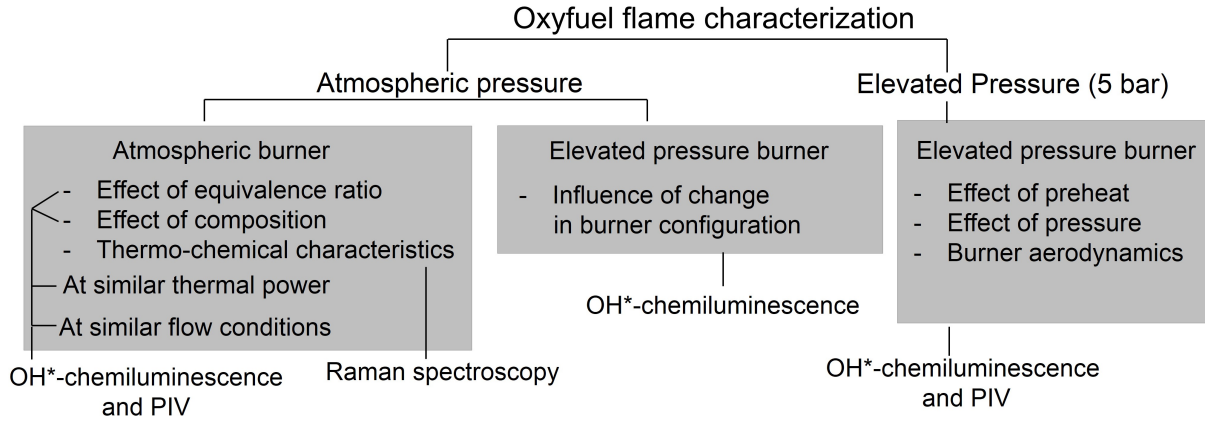 Oxyfuel flame characterization
Atmospheric pressure
Elevated Pressure (5 bar)
Atmospheric burner
- Effect of equivalence ratio
- Effect of composition
- Thermo-chemical characteristics
At similar thermal power
At similar flow conditions
OH*-chemiluminescence
and PIV
Raman spectroscopy
Elevated pressure burner
- Influence of change
in burner configuration
OH*-chemiluminescence
Elevated pressure burner
- Effect of preheat
- Effect of pressure
- Burner aerodynamics
OH*-chemiluminescence
and PIV